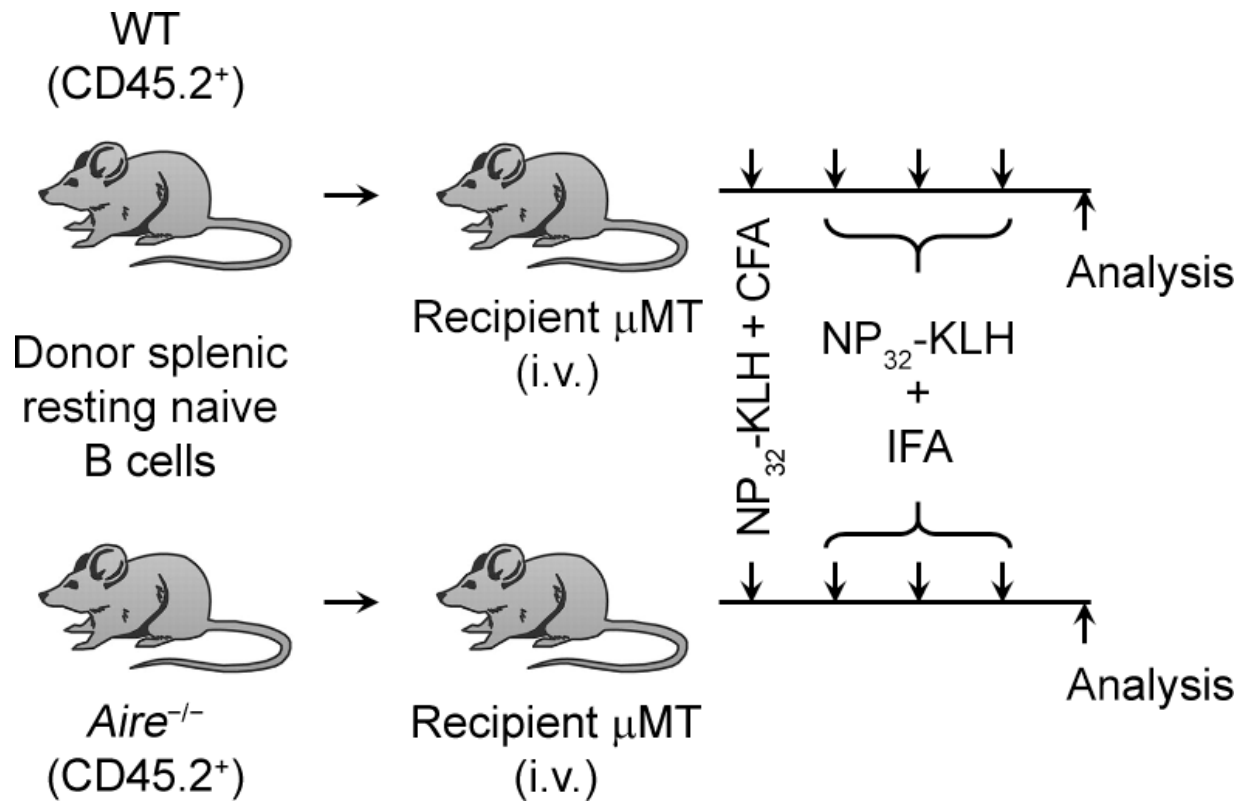 WT
(CD45.2⁺)
Donor splenic
resting naive
B cells
Aire⁻/⁻
(CD45.2⁺)
Recipient μMT
(i.v.)
Recipient μMT
(i.v.)
NP₃₂-KLH + CFA
NP₃₂-KLH
+
IFA
Analysis
Analysis